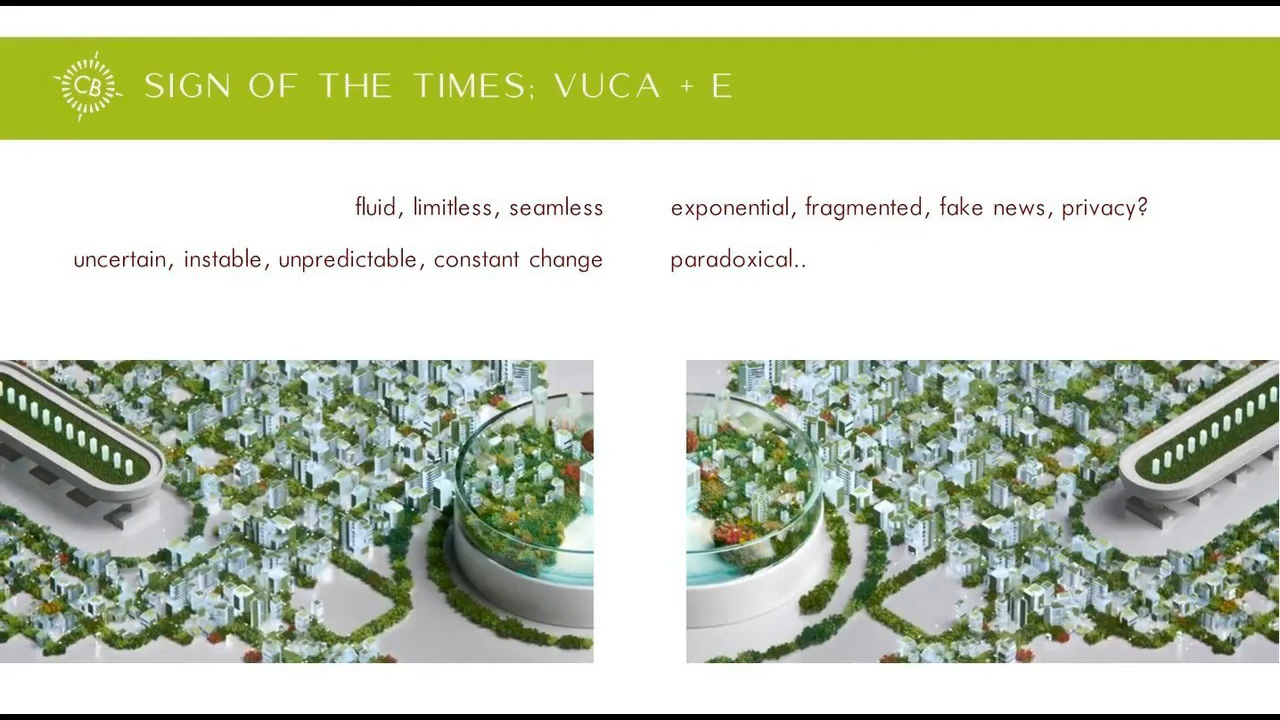 CB
SIGN OF THE TIMES; VUCA + E
fluid, limitless, seamless
uncertain, instable, unpredictable, constant change
exponential, fragmented, fake news, privacy?
paradoxical..